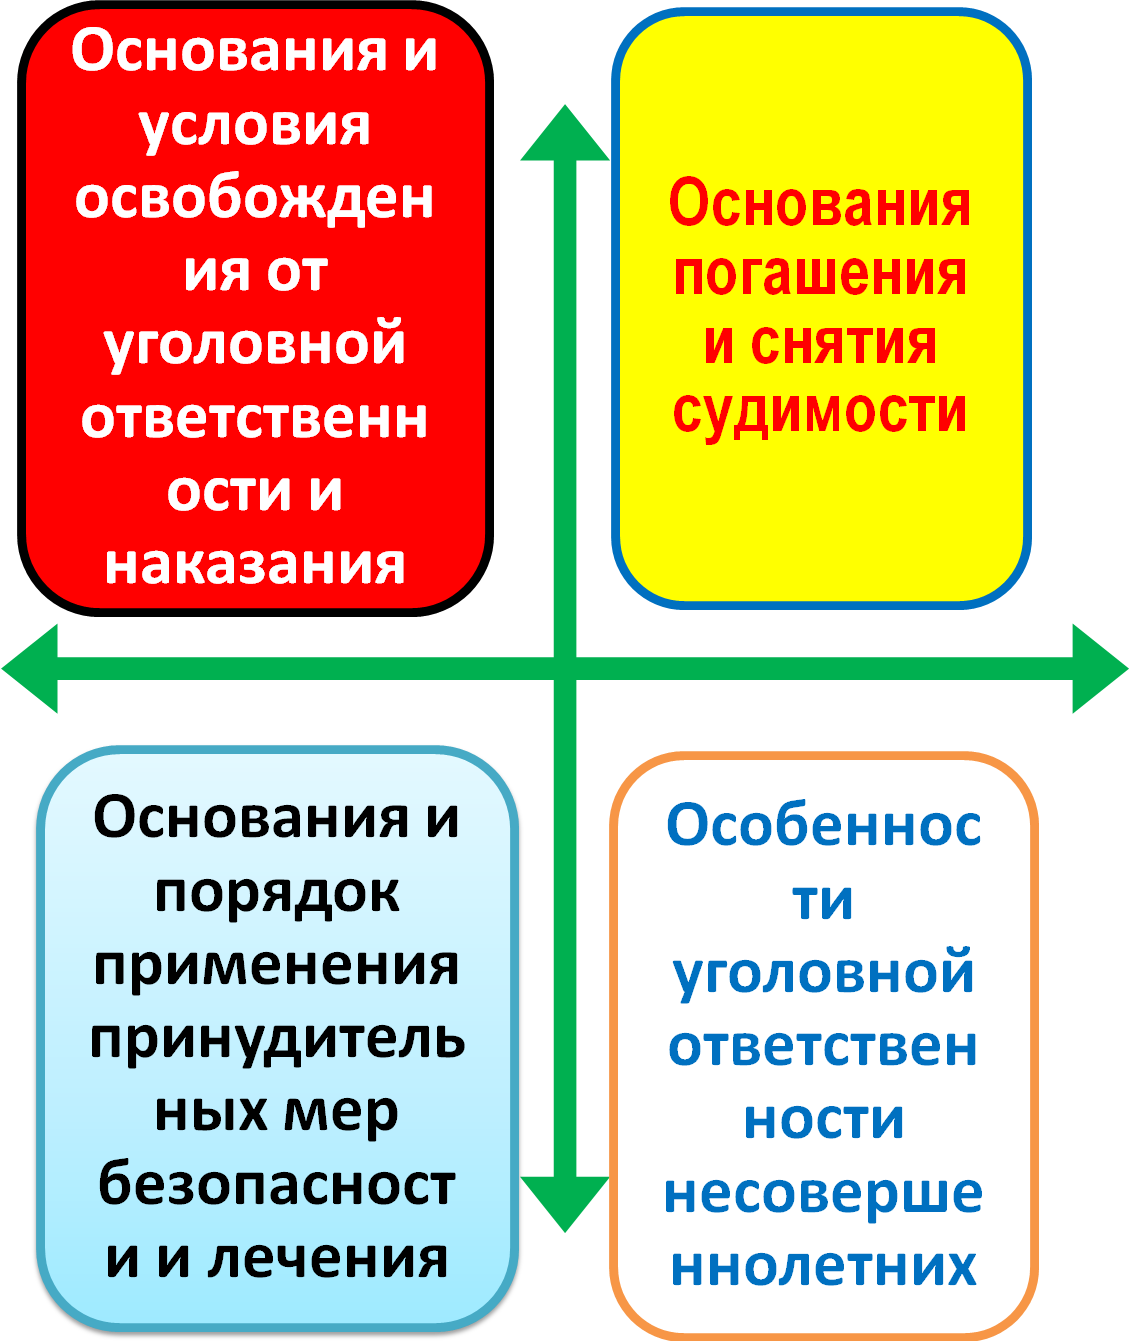 Основания и
условия
освобожден
ия от
уголовной
ответственн
ости и
наказания
Основания
погашения
и снятия
судимости
Основания и
порядок
применения
принудитель
ных мер
безопасност
и и лечения
Особеннос
ти
уголовной
ответствен
ности
несоверше
ннолетних